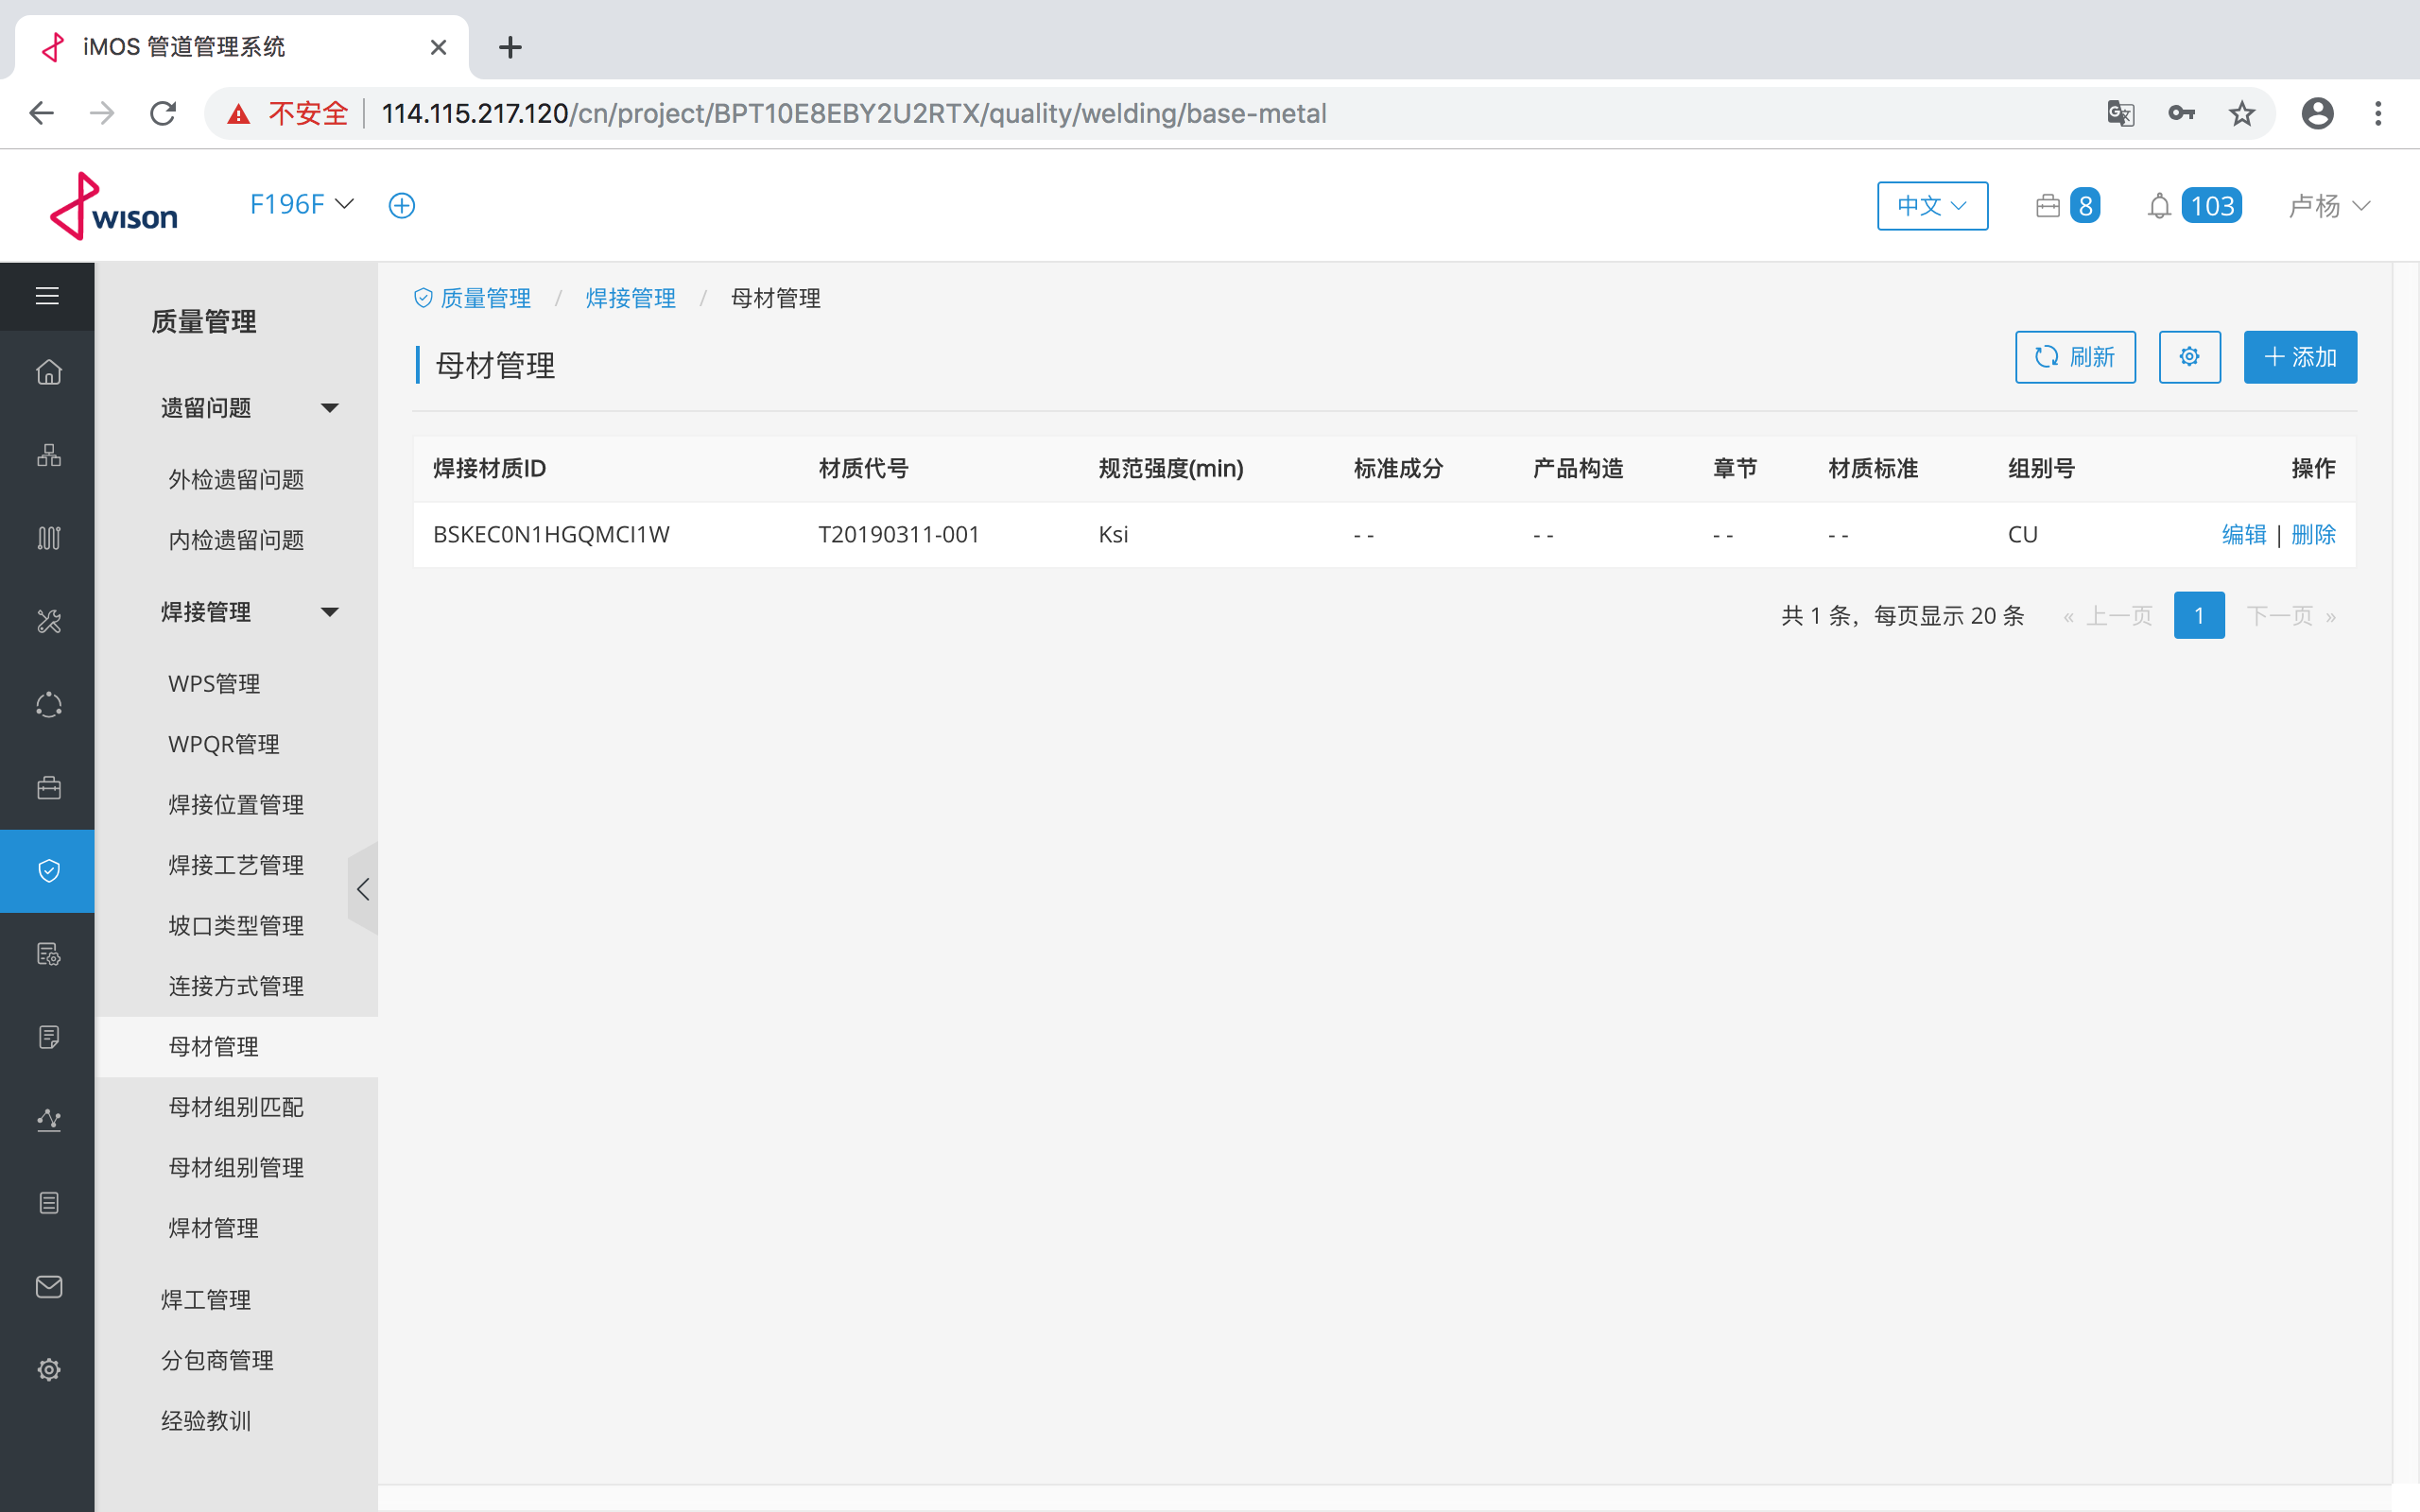 iMOS 管道管理系统
不安全 114.115.217.120/cn/project/BPT10E8EBY2U2RTX/quality/welding/base-metal
wison F196F 中文 8 103 卢杨
质量管理 / 焊接管理 / 母材管理
质量管理
母材管理 刷新 添加
遗留问题
外检遗留问题
内检遗留问题
焊接管理
WPS管理
WPQR管理
焊接位置管理
焊接工艺管理
坡口类型管理
连接方式管理
母材管理
母材组别匹配
母材组别管理
焊材管理
焊工管理
分包商管理
经验教训
焊接材质ID 材质代号 规范强度(min) 标准成分 产品构造 章节 材质标准 组别号 操作
BSKEC0N1HGQMCI1W T20190311-001 Ksi - - - - - - - - CU 编辑 | 删除
共 1 条，每页显示 20 条 « 上一页 1 下一页 »